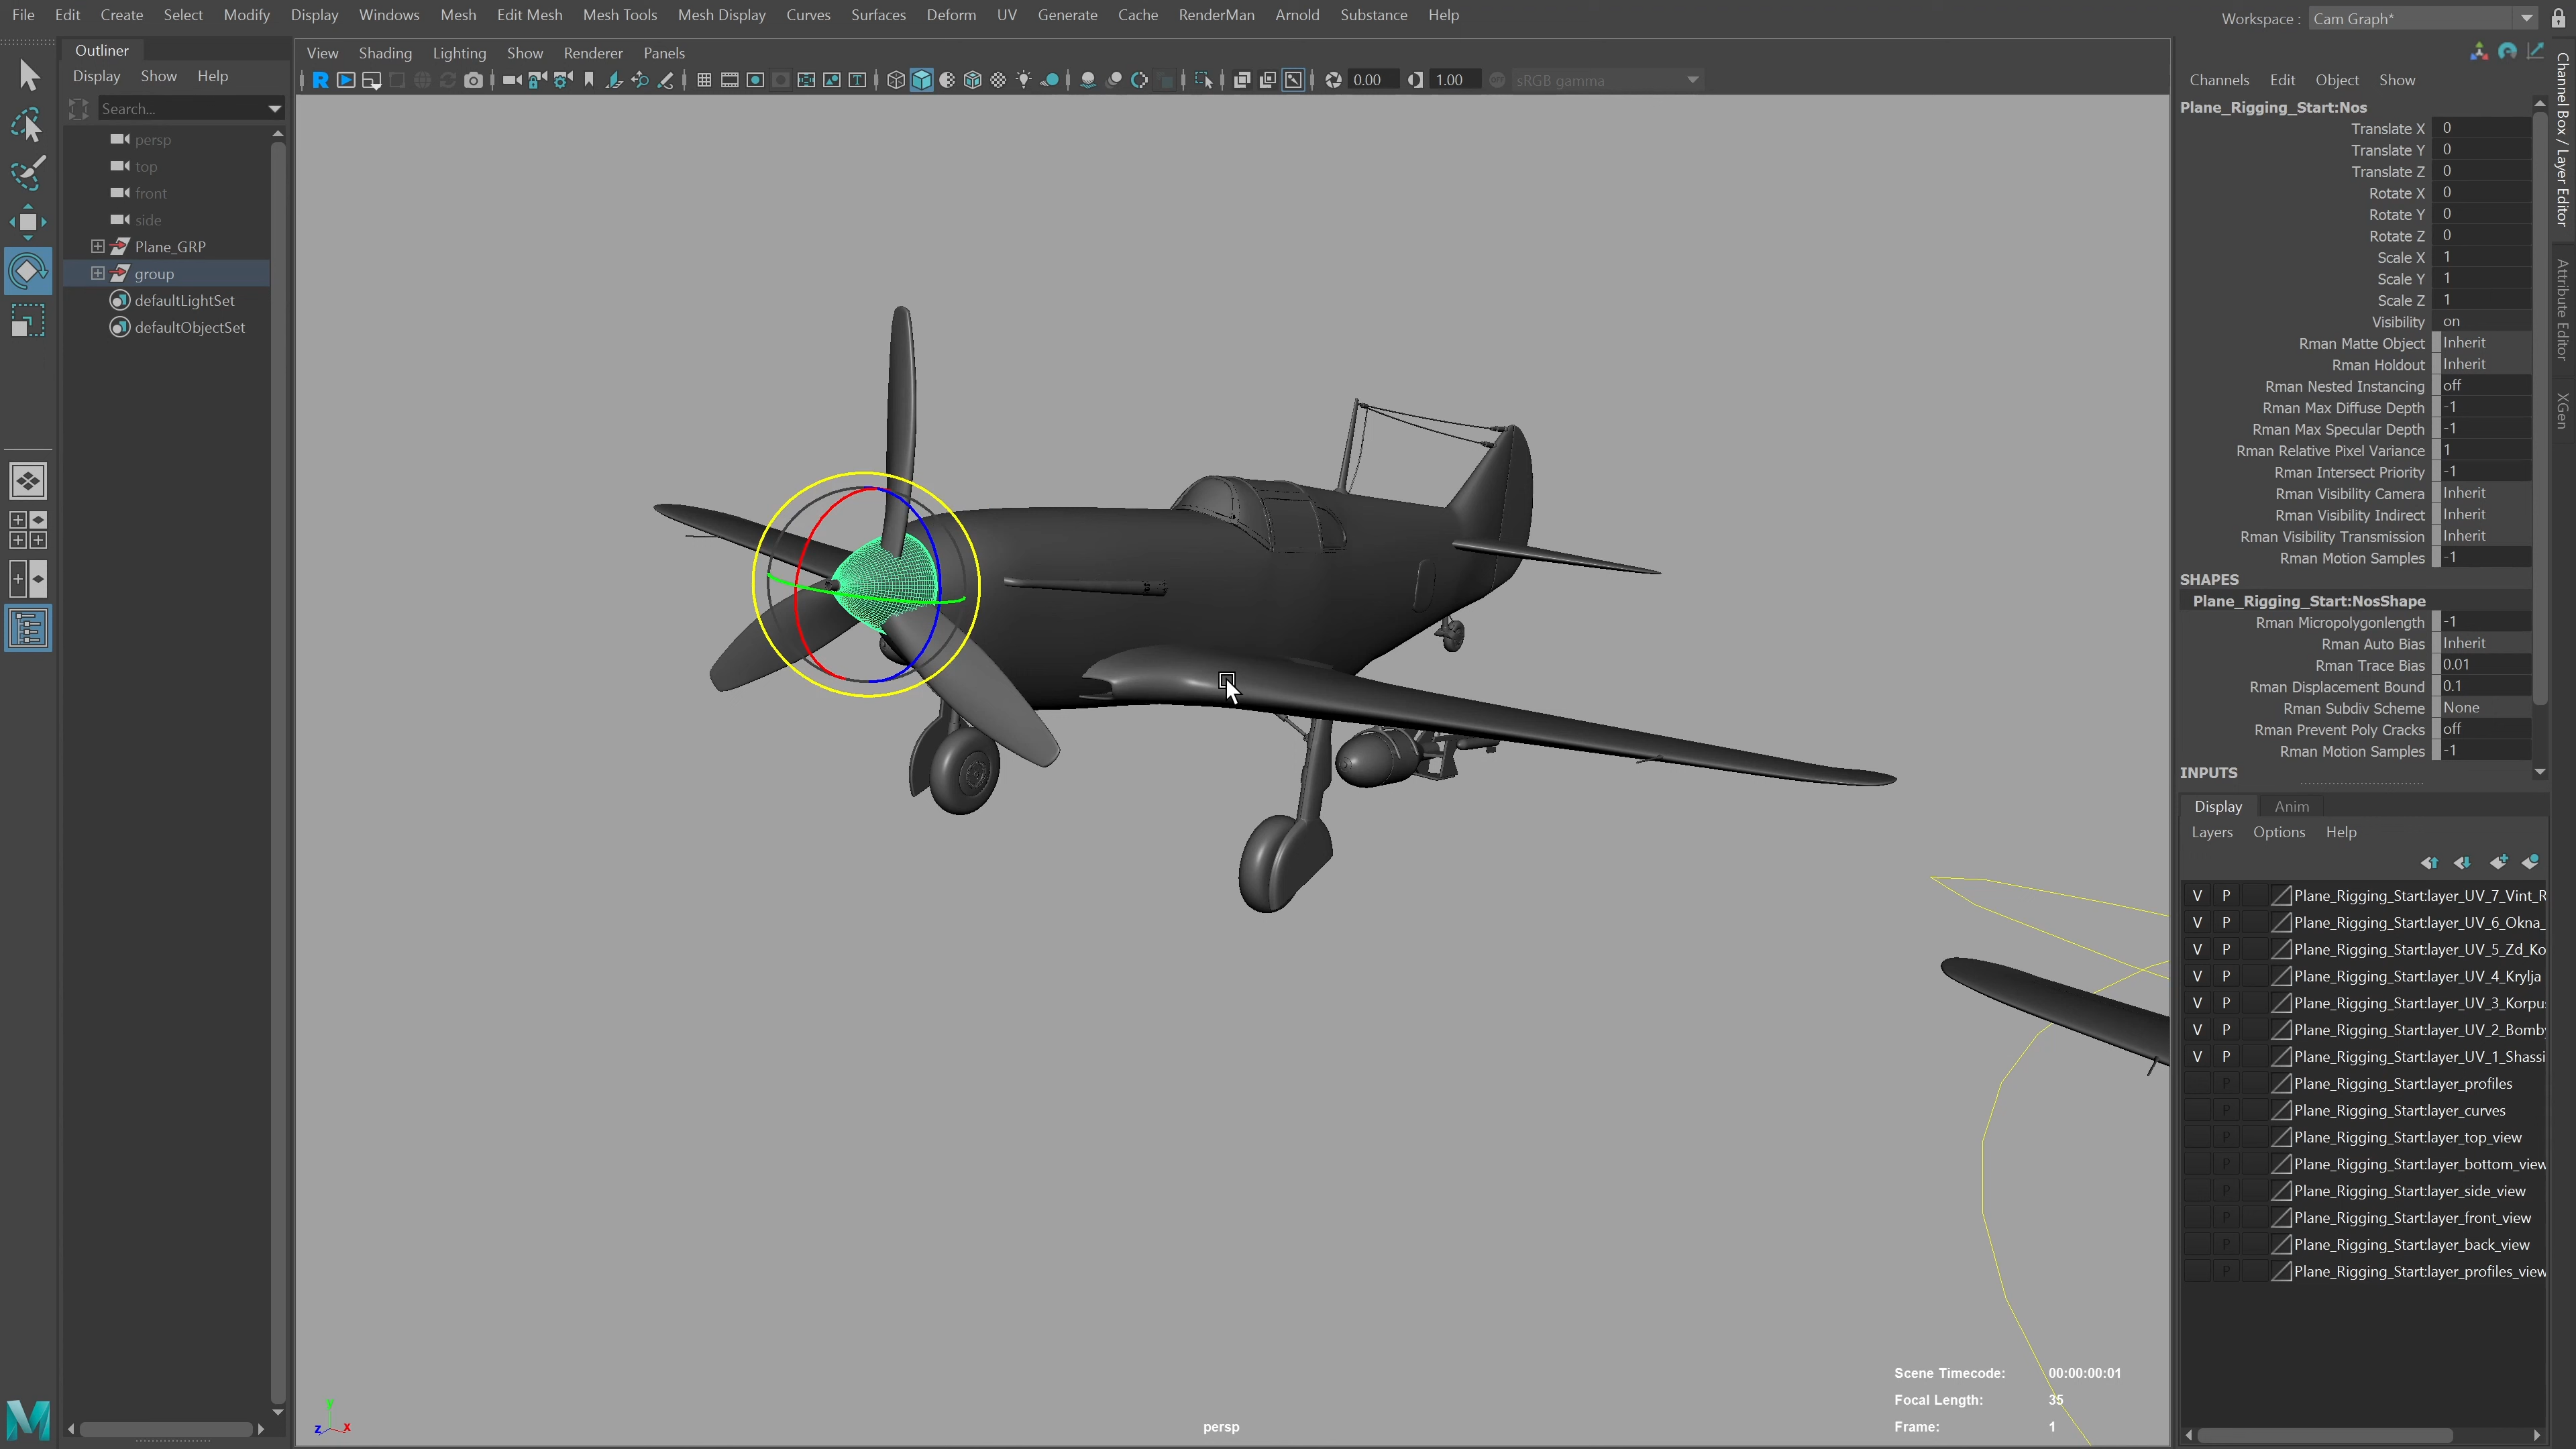 File Edit Create Select Modify Display Windows Mesh Edit Mesh Mesh Tools Mesh Display Curves Surfaces Deform UV Generate Cache RenderMan Arnold Substance Help
Workspace : Cam Graph*
Outliner
Display Show Help
Search...
persp
top
front
side
Plane_GRP
group
defaultLightSet
defaultObjectSet
View Shading Lighting Show Renderer Panels
0.00 1.00 sRGB gamma
Scene Timecode: 00:00:00:01
Focal Length: 35
Frame: 1
persp
y
z x
Channels Edit Object Show
Plane_Rigging_Start:Nos
Translate X 0
Translate Y 0
Translate Z 0
Rotate X 0
Rotate Y 0
Rotate Z 0
Scale X 1
Scale Y 1
Scale Z 1
Visibility on
Rman Matte Object Inherit
Rman Holdout Inherit
Rman Nested Instancing off
Rman Max Diffuse Depth -1
Rman Max Specular Depth -1
Rman Relative Pixel Variance 1
Rman Intersect Priority -1
Rman Visibility Camera Inherit
Rman Visibility Indirect Inherit
Rman Visibility Transmission Inherit
Rman Motion Samples -1
SHAPES
Plane_Rigging_Start:NosShape
Rman Micropolygonlength -1
Rman Auto Bias Inherit
Rman Trace Bias 0.01
Rman Displacement Bound 0.1
Rman Subdiv Scheme None
Rman Prevent Poly Cracks off
Rman Motion Samples -1
INPUTS
Display Anim
Layers Options Help
V P Plane_Rigging_Start:layer_UV_7_Vint_R
V P Plane_Rigging_Start:layer_UV_6_Okna_
V P Plane_Rigging_Start:layer_UV_5_Zd_Ko
V P Plane_Rigging_Start:layer_UV_4_Krylja
V P Plane_Rigging_Start:layer_UV_3_Korpu
V P Plane_Rigging_Start:layer_UV_2_Bomb
V P Plane_Rigging_Start:layer_UV_1_Shassi
P Plane_Rigging_Start:layer_profiles
P Plane_Rigging_Start:layer_curves
P Plane_Rigging_Start:layer_top_view
P Plane_Rigging_Start:layer_bottom_view
P Plane_Rigging_Start:layer_side_view
P Plane_Rigging_Start:layer_front_view
P Plane_Rigging_Start:layer_back_view
P Plane_Rigging_Start:layer_profiles_view
Channel Box / Layer Editor
Attribute Editor
XGen